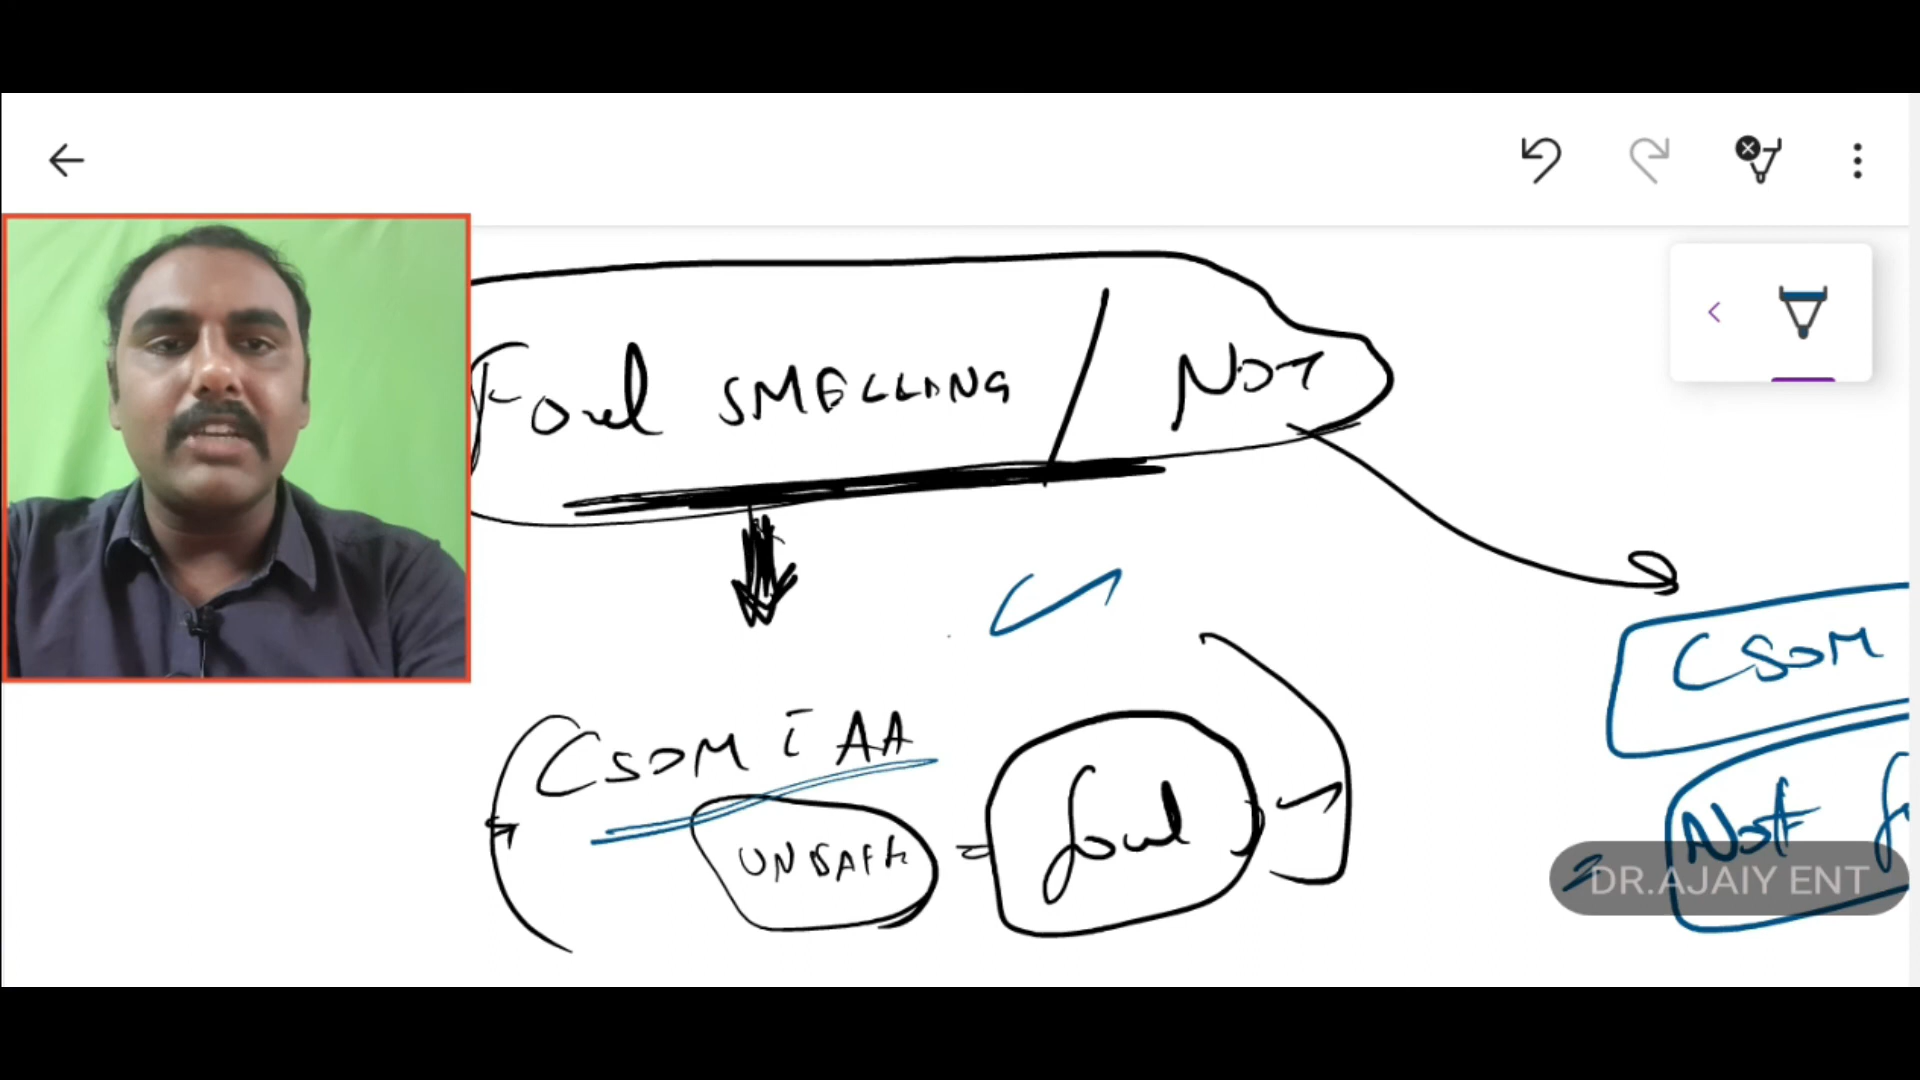 Foul SMELLING / NOT
CSOM
CSOM c̄ AA
UNSAFE = foul
Not f
DR.AJAIY ENT